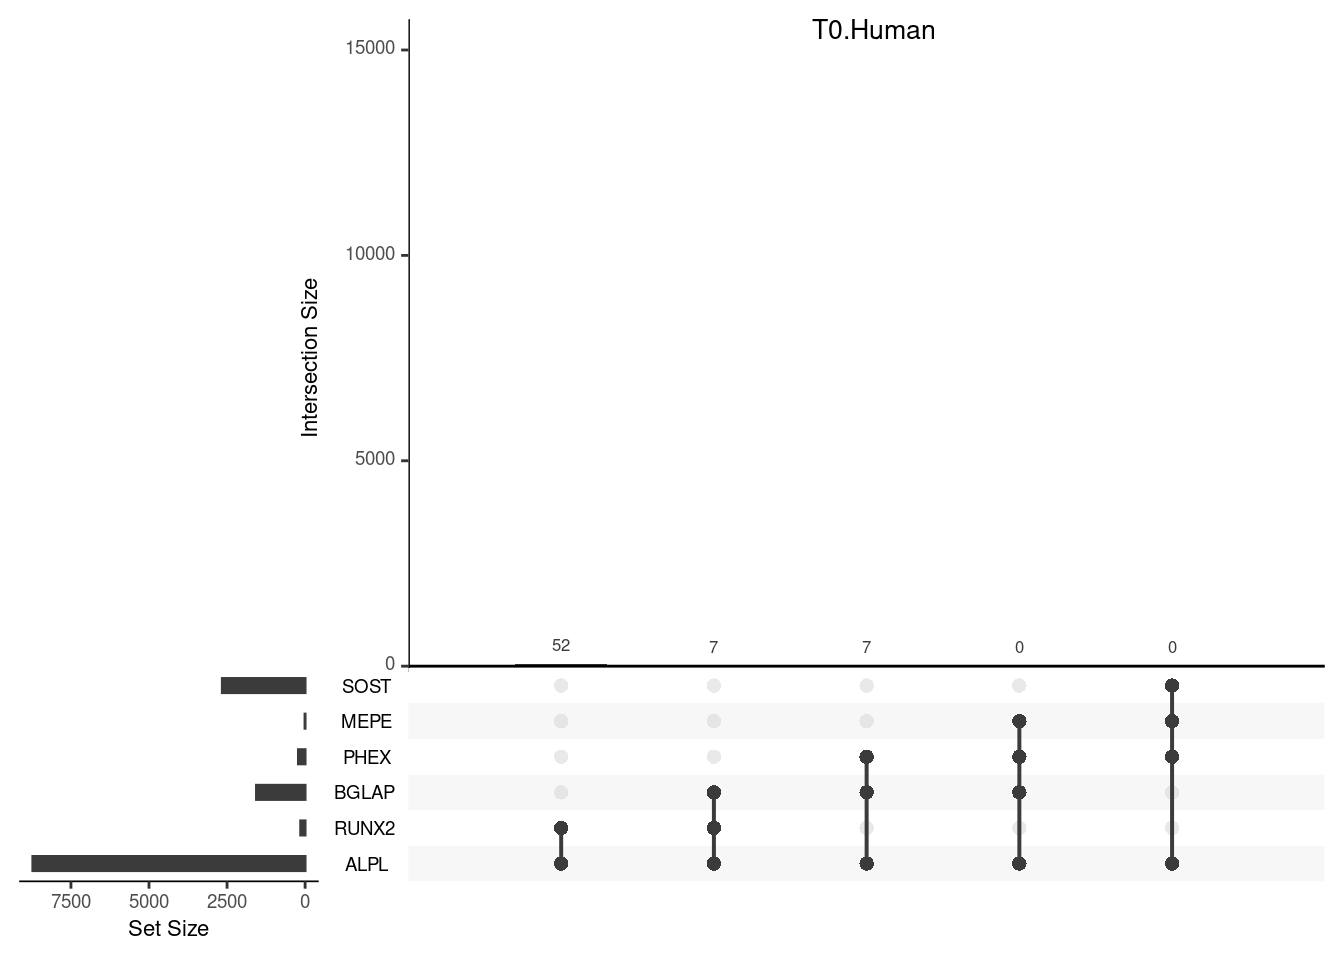 T0.Human
15000
10000
5000
0
Intersection Size
52
7
7
0
0
SOST
MEPE
PHEX
BGLAP
RUNX2
ALPL
7500
5000
2500
0
Set Size